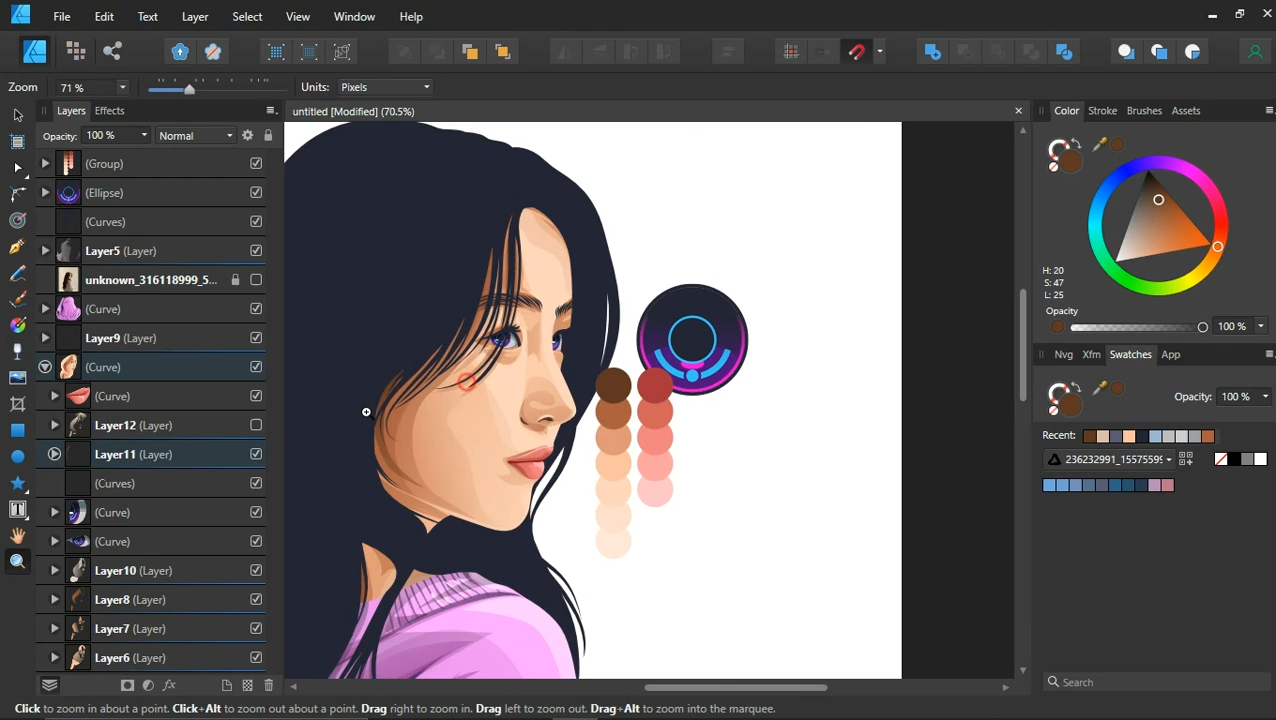 File Edit Text Layer Select View Window Help
Zoom 71 % Units: Pixels
Layers Effects
Opacity: 100 % Normal
(Group)
(Ellipse)
(Curves)
Layer5 (Layer)
unknown_316118999_5...
(Curve)
Layer9 (Layer)
(Curve)
(Curve)
Layer12 (Layer)
Layer11 (Layer)
(Curves)
(Curve)
(Curve)
Layer10 (Layer)
Layer8 (Layer)
Layer7 (Layer)
Layer6 (Layer)
untitled [Modified] (70.5%)
Color Stroke Brushes Assets
H: 20
S: 47
L: 25
Opacity
100 %
Nvg Xfm Swatches App
Opacity: 100 %
Recent:
236232991_1557559
Search
Click to zoom in about a point. Click+Alt to zoom out about a point. Drag right to zoom in. Drag left to zoom out. Drag+Alt to zoom into the marquee.